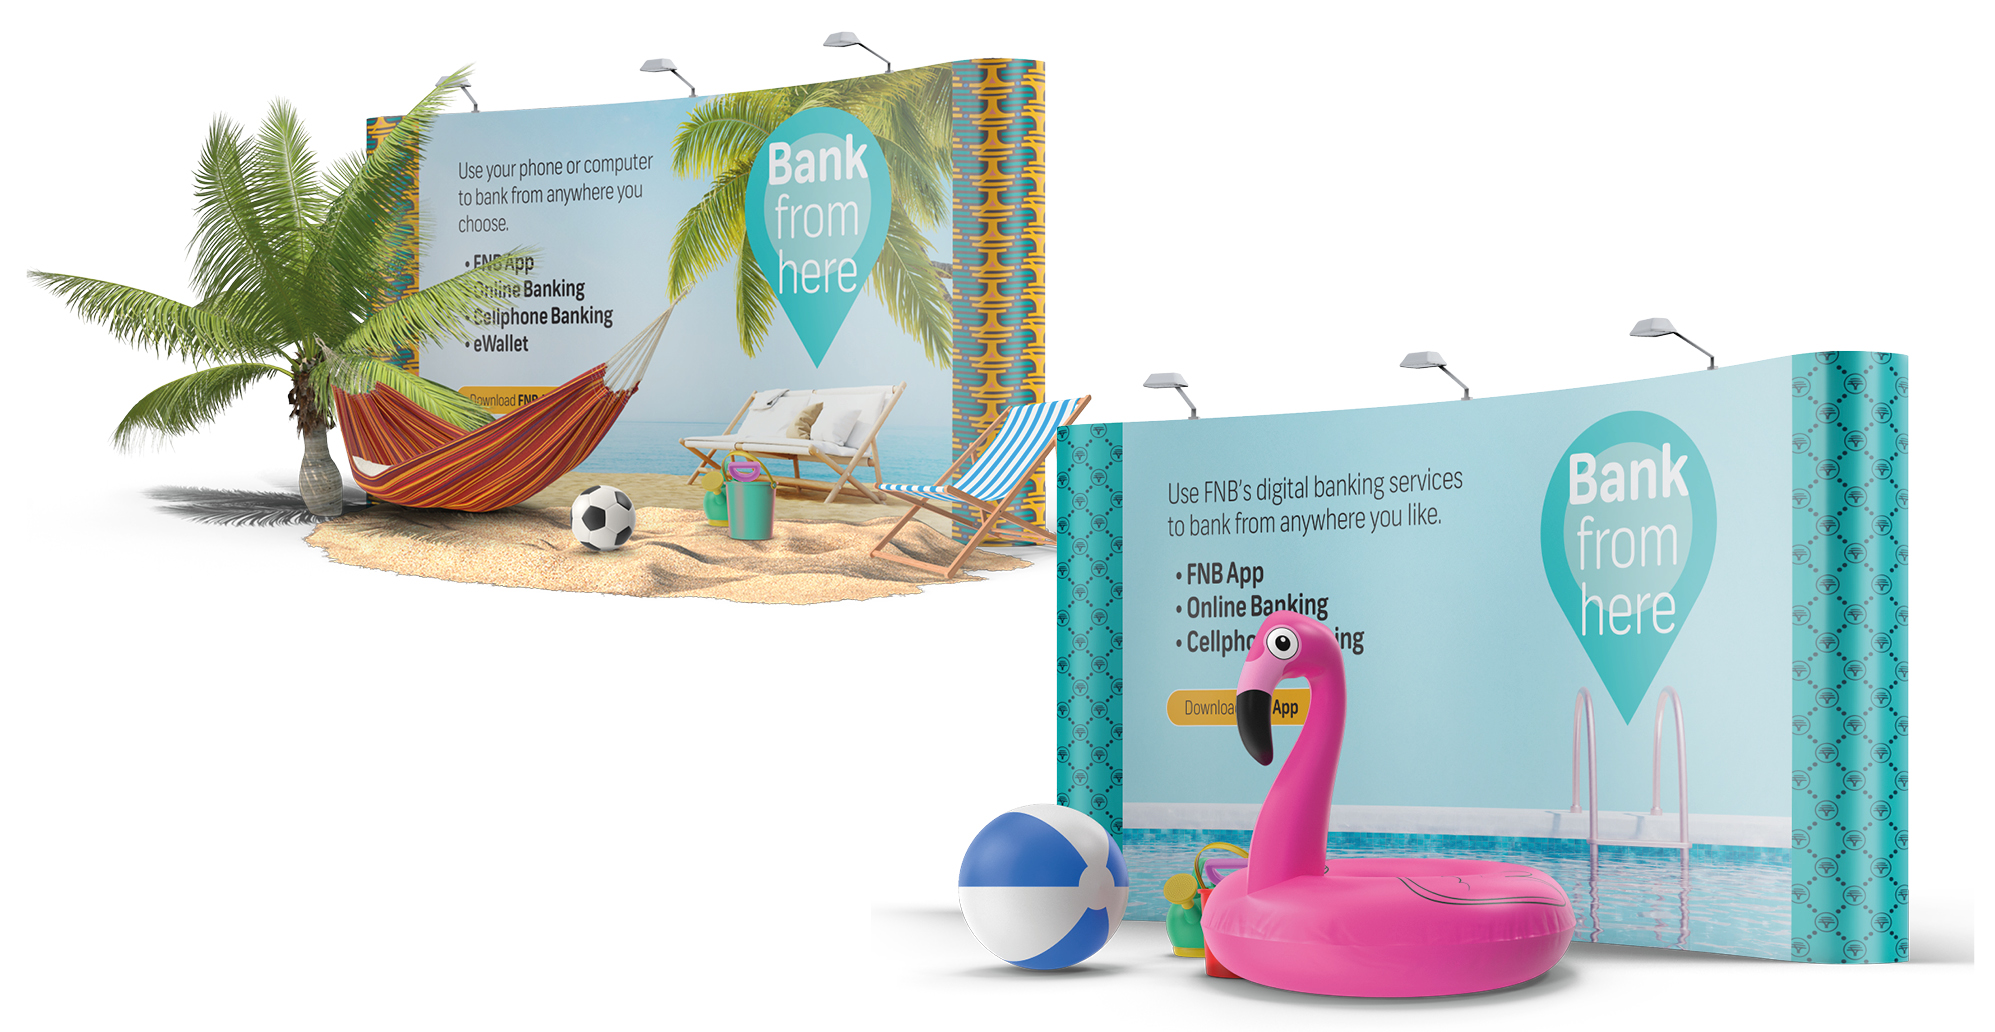 Use your phone or computer
to bank from anywhere you
choose.
• FNB App
• Online Banking
• Cellphone Banking
• eWallet
Download FNB
Bank
from
here
Use FNB's digital banking services
to bank from anywhere you like.
• FNB App
• Online Banking
• Cellpho ing
Downloa App
Bank
from
here